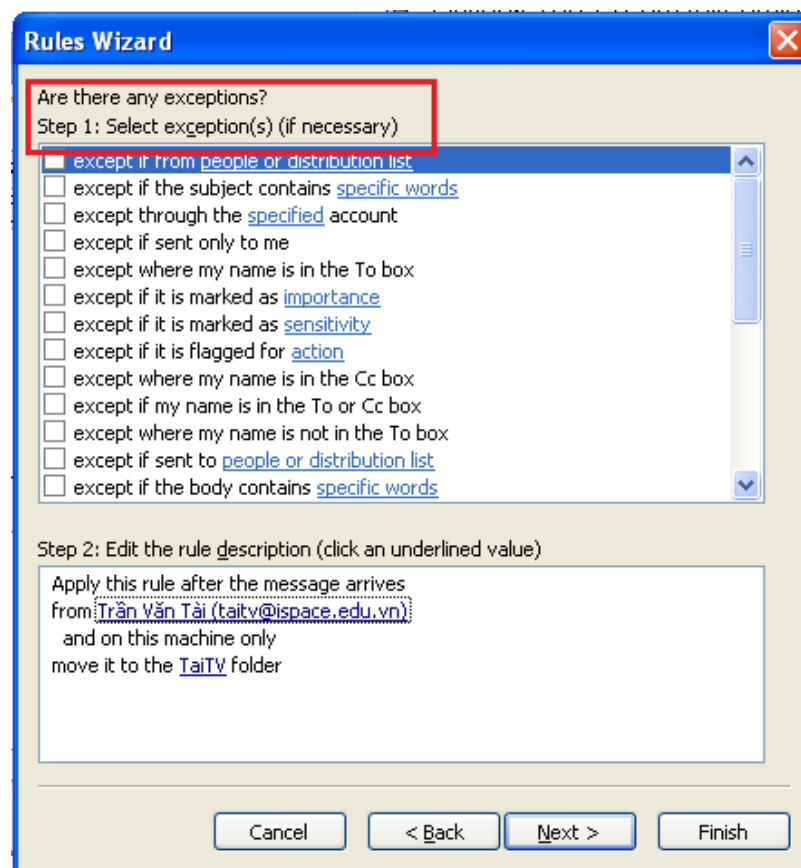 Rules Wizard
Are there any exceptions?
Step 1: Select exception(s) (if necessary)
except if from people or distribution list
except if the subject contains specific words
except through the specified account
except if sent only to me
except where my name is in the To box
except if it is marked as importance
except if it is marked as sensitivity
except if it is flagged for action
except where my name is in the Cc box
except if my name is in the To or Cc box
except where my name is not in the To box
except if sent to people or distribution list
except if the body contains specific words
Step 2: Edit the rule description (click an underlined value)
Apply this rule after the message arrives
from Trần Văn Tài (taitv@ispace.edu.vn)
and on this machine only
move it to the TaiTV folder
Cancel < Back Next > Finish